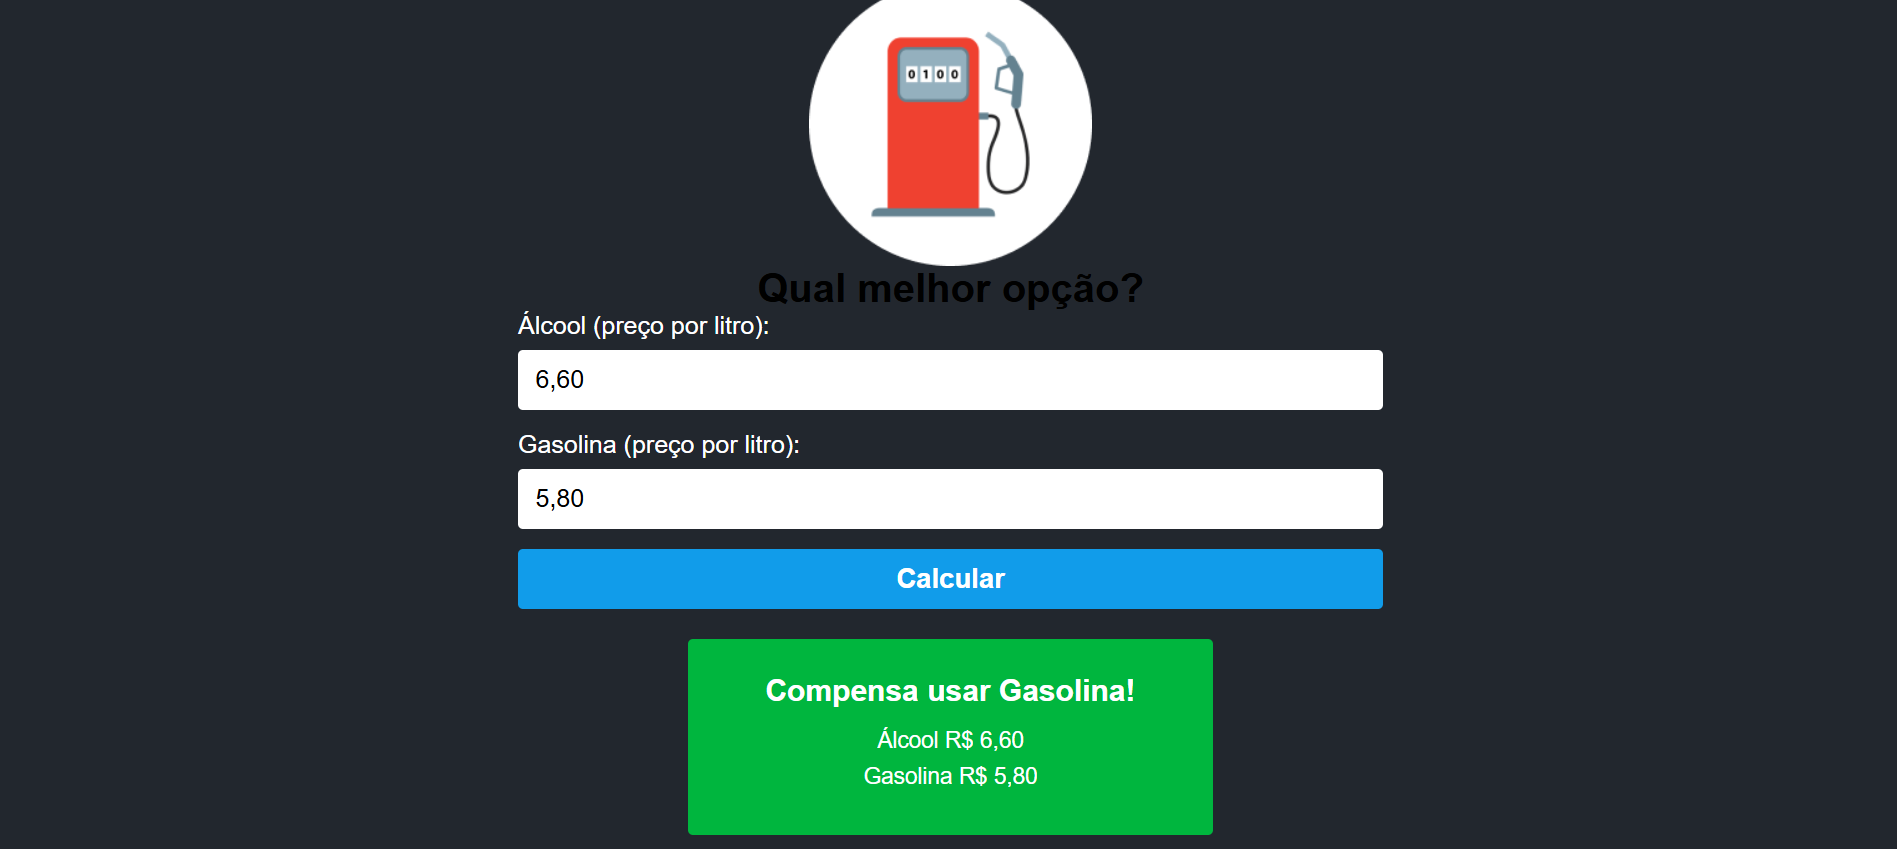 0100
Qual melhor opção?
Álcool (preço por litro):
6,60
Gasolina (preço por litro):
5,80
Calcular
Compensa usar Gasolina!
Álcool R$ 6,60
Gasolina R$ 5,80